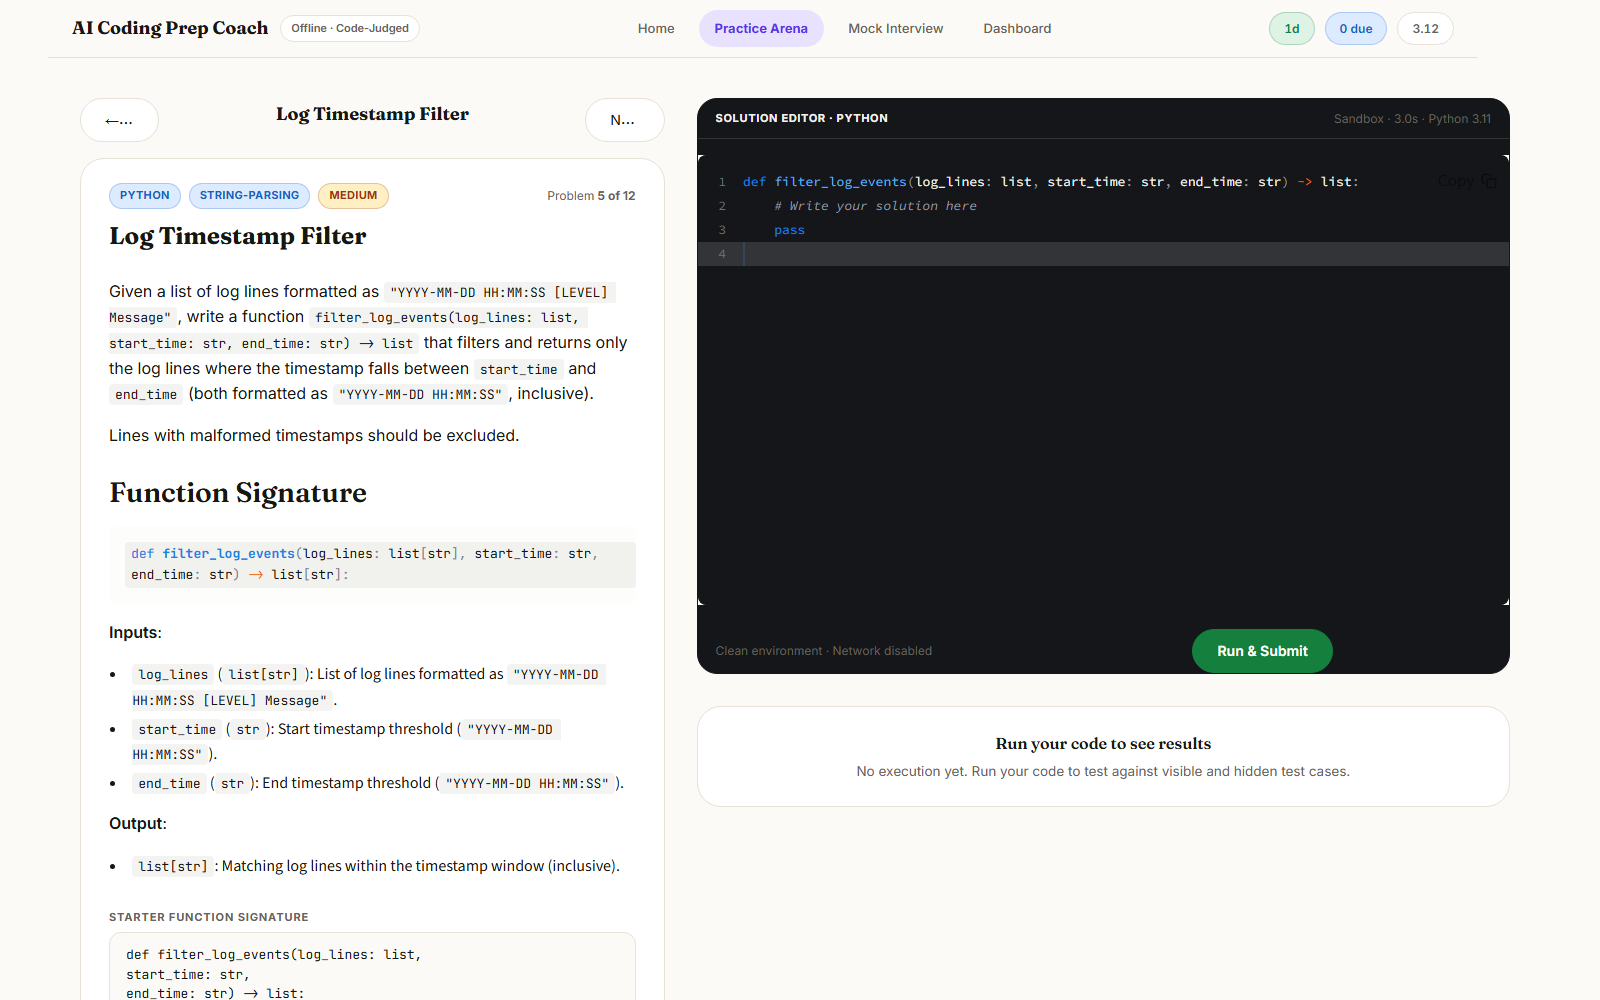 AI Coding Prep Coach
Offline · Code-Judged
Home
Practice Arena
Mock Interview
Dashboard
1d
0 due
3.12
←...
Log Timestamp Filter
N...
PYTHON
STRING-PARSING
MEDIUM
Problem 5 of 12
Log Timestamp Filter
Given a list of log lines formatted as "YYYY-MM-DD HH:MM:SS [LEVEL]
Message", write a function filter_log_events(log_lines: list,
start_time: str, end_time: str) -> list that filters and returns only
the log lines where the timestamp falls between start_time and
end_time (both formatted as "YYYY-MM-DD HH:MM:SS", inclusive).
Lines with malformed timestamps should be excluded.
Function Signature
def filter_log_events(log_lines: list[str], start_time: str,
end_time: str) -> list[str]:
Inputs:
• log_lines ( list[str] ): List of log lines formatted as "YYYY-MM-DD
HH:MM:SS [LEVEL] Message".
• start_time ( str ): Start timestamp threshold ( "YYYY-MM-DD
HH:MM:SS" ).
• end_time ( str ): End timestamp threshold ( "YYYY-MM-DD HH:MM:SS" ).
Output:
• list[str] : Matching log lines within the timestamp window (inclusive).
STARTER FUNCTION SIGNATURE
def filter_log_events(log_lines: list,
start_time: str,
end_time: str) -> list:
SOLUTION EDITOR · PYTHON
Sandbox · 3.0s · Python 3.11
1 def filter_log_events(log_lines: list, start_time: str, end_time: str) -> list:
Copy
2 # Write your solution here
3 pass
4
Clean environment · Network disabled
Run & Submit
Run your code to see results
No execution yet. Run your code to test against visible and hidden test cases.